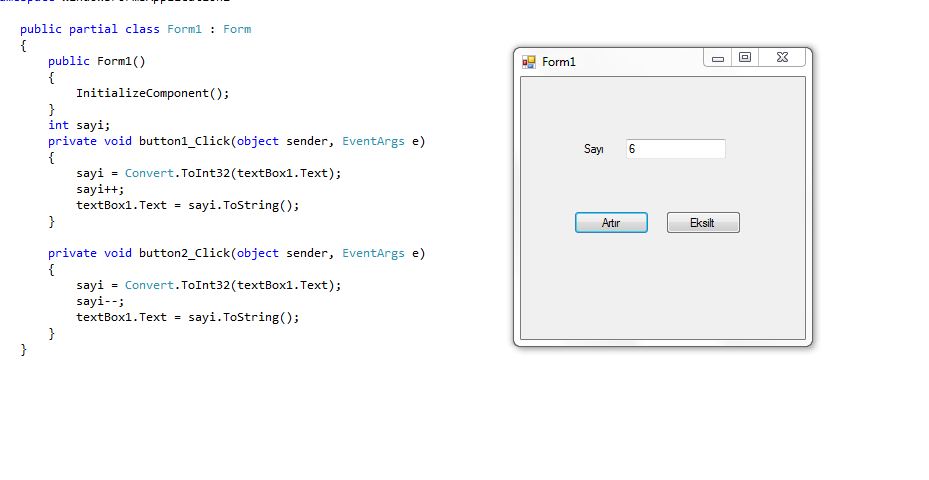 public partial class Form1 : Form
{
public Form1()
{
InitializeComponent();
}
int sayi;
private void button1_Click(object sender, EventArgs e)
{
sayi = Convert.ToInt32(textBox1.Text);
sayi++;
textBox1.Text = sayi.ToString();
}
private void button2_Click(object sender, EventArgs e)
{
sayi = Convert.ToInt32(textBox1.Text);
sayi--;
textBox1.Text = sayi.ToString();
}
}
Form1
Sayı 6
Artır Eksilt